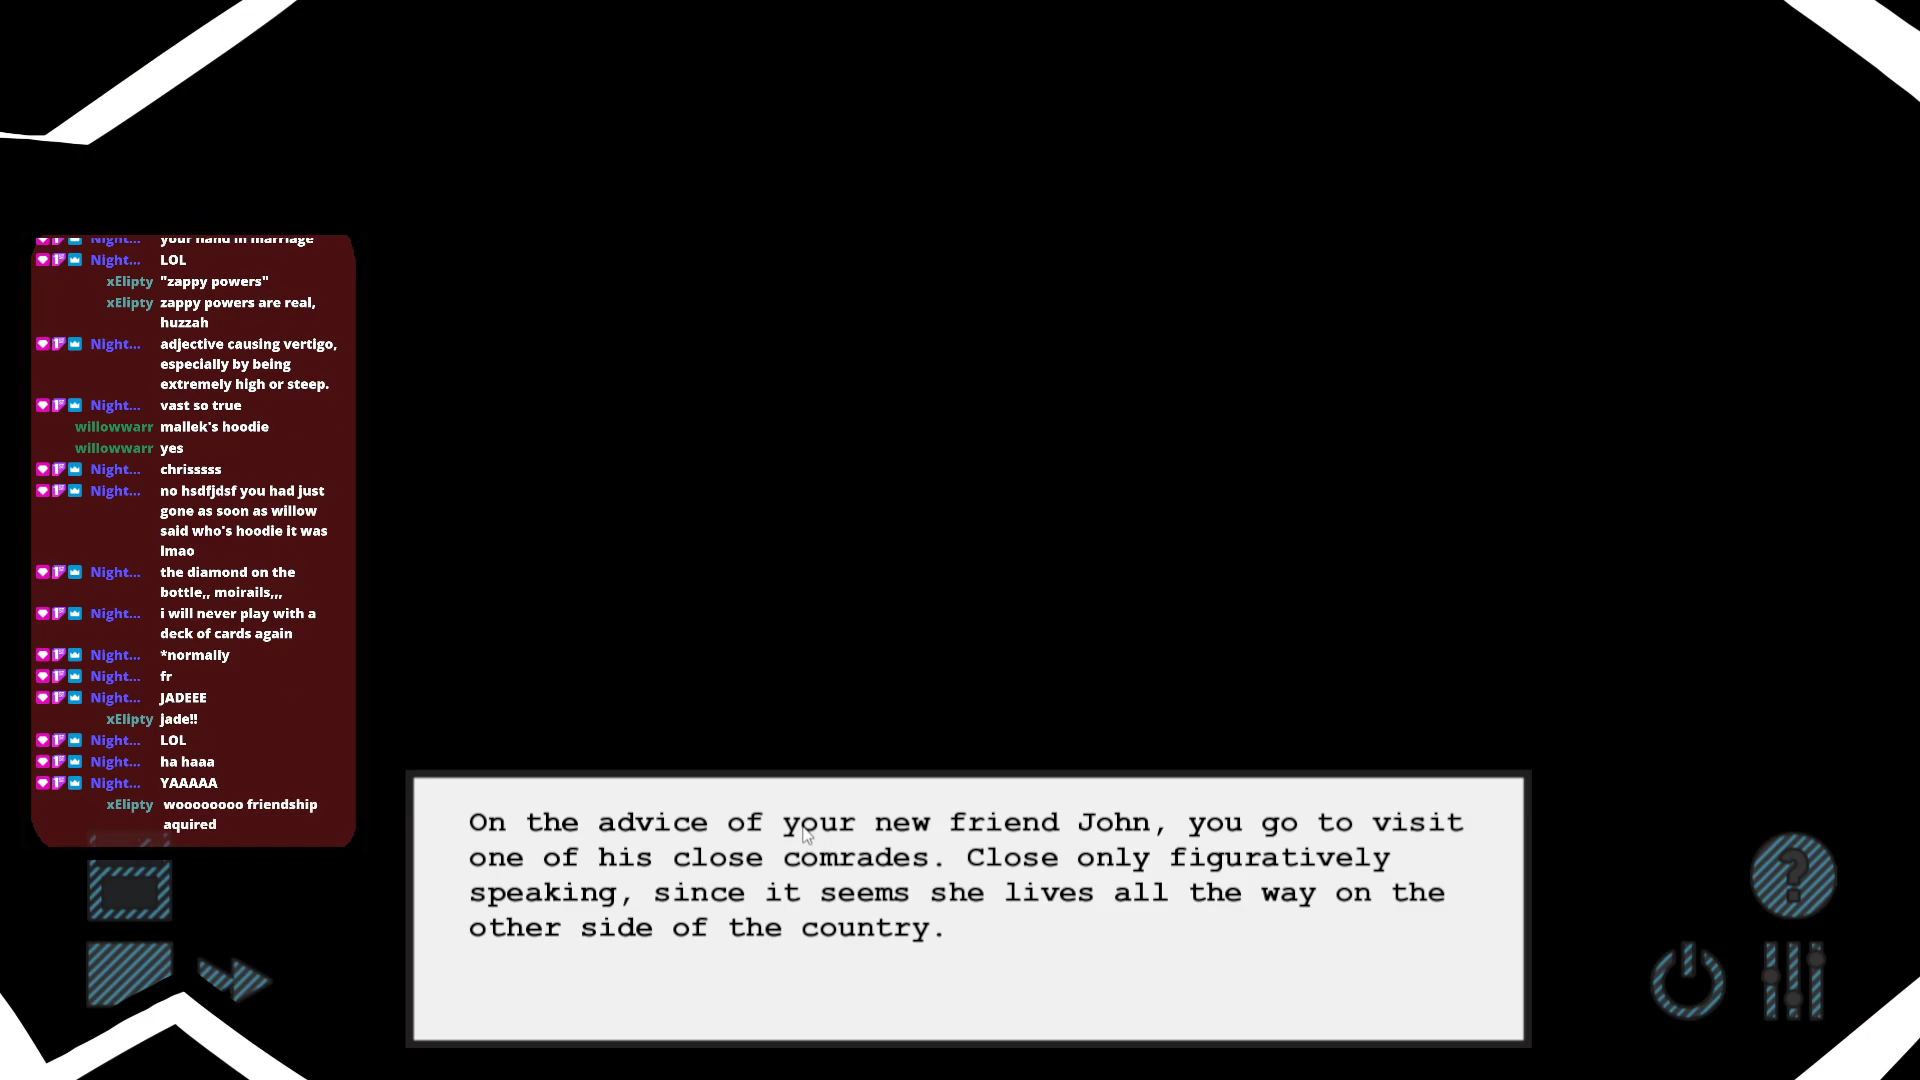 Night... your hand in marriage
Night... LOL
xElipty "zappy powers"
xElipty zappy powers are real,
huzzah
Night... adjective causing vertigo,
especially by being
extremely high or steep.
Night... vast so true
willowwarr mallek's hoodie
willowwarr yes
Night... chrisssss
Night... no hsdfjdsf you had just
gone as soon as willow
said who's hoodie it was
lmao
Night... the diamond on the
bottle,, moirails,,,
Night... i will never play with a
deck of cards again
Night... *normally
Night... fr
Night... JADEEE
xElipty jade!!
Night... LOL
Night... ha haaa
Night... YAAAAA
xElipty woooooooo friendship
aquired
On the advice of your new friend John, you go to visit
one of his close comrades. Close only figuratively
speaking, since it seems she lives all the way on the
other side of the country.
?